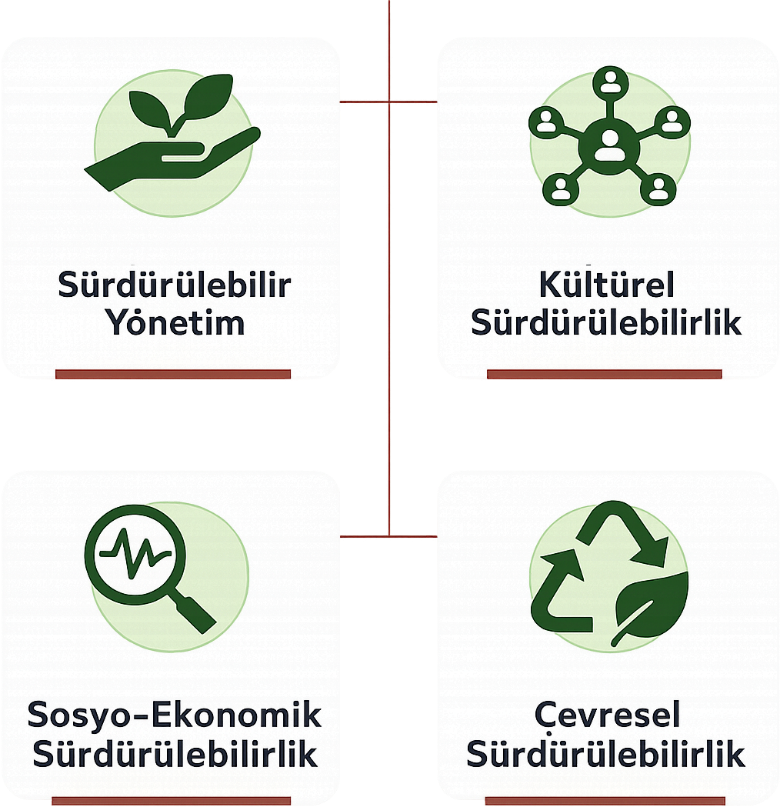 Sürdürülebilir
Yönetim
Kültürel
Sürdürülebilirlik
Sosyo-Ekonomik
Sürdürülebilirlik
Çevresel
Sürdürülebilirlik